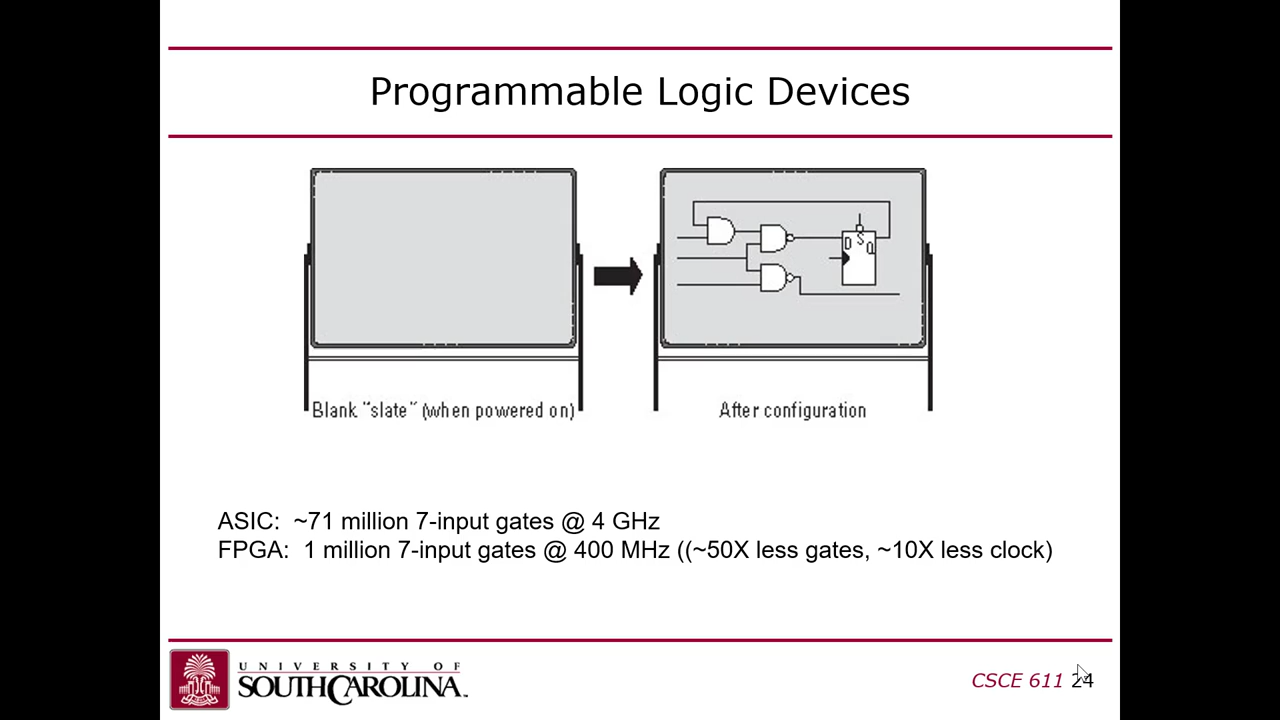 Programmable Logic Devices
D S Q
Blank "slate" (when powered on)
After configuration
ASIC:  ~71 million 7-input gates @ 4 GHz
FPGA:  1 million 7-input gates @ 400 MHz ((~50X less gates, ~10X less clock)
UNIVERSITY OF
SOUTH CAROLINA™
CSCE 611 24